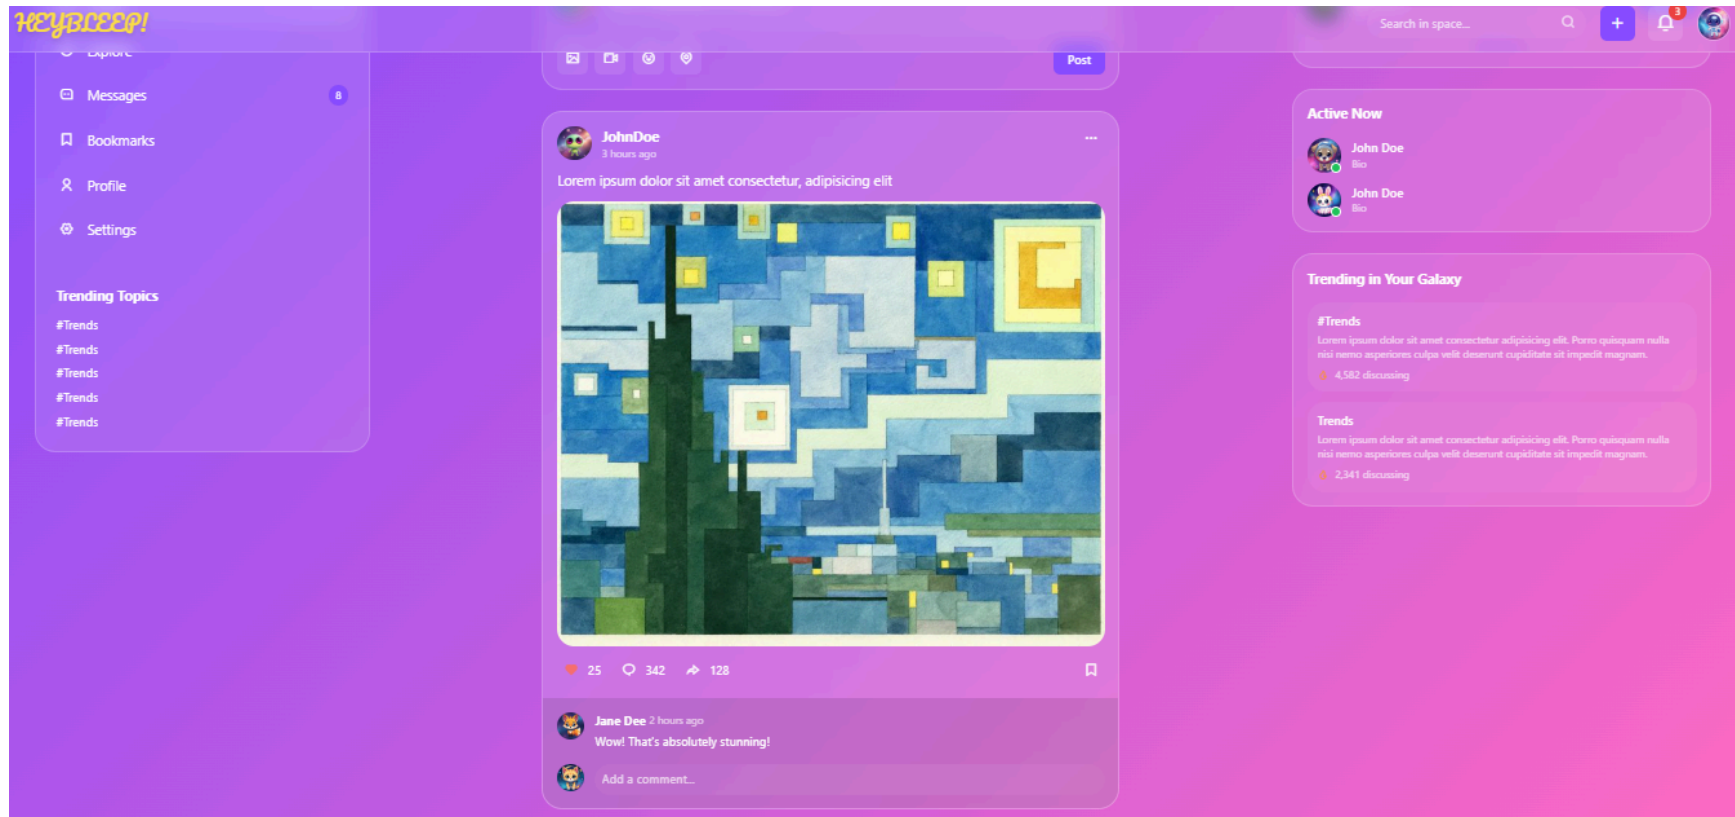 HEYBLEEP!
Search in space...
+
3
Explore
Messages
8
Bookmarks
Profile
Settings
Trending Topics
#Trends
#Trends
#Trends
#Trends
#Trends
Post
JohnDoe
3 hours ago
Lorem ipsum dolor sit amet consectetur, adipisicing elit
25
342
128
Jane Dee 2 hours ago
Wow! That's absolutely stunning!
Add a comment...
Active Now
John Doe
Bio
John Doe
Bio
Trending in Your Galaxy
#Trends
Lorem ipsum dolor sit amet consectetur adipisicing elit. Porro quisquam nulla
nisi nemo asperiores culpa velit deserunt cupiditate sit impedit magnam.
4,582 discussing
Trends
Lorem ipsum dolor sit amet consectetur adipisicing elit. Porro quisquam nulla
nisi nemo asperiores culpa velit deserunt cupiditate sit impedit magnam.
2,341 discussing